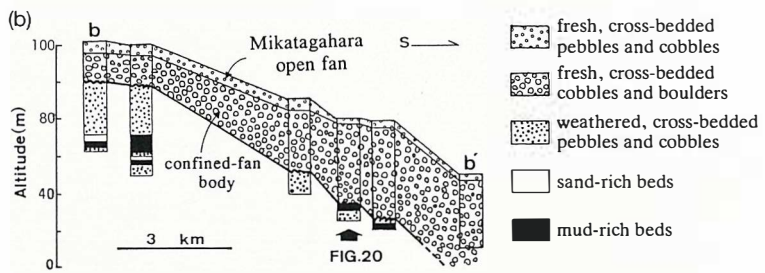 (b)
b
S
Mikatagahara
open fan
confined-fan
body
b′
Altitude(m)
100
80
60
40
20
0
3 km
FIG.20
fresh, cross-bedded
pebbles and cobbles
fresh, cross-bedded
cobbles and boulders
weathered, cross-bedded
pebbles and cobbles
sand-rich beds
mud-rich beds